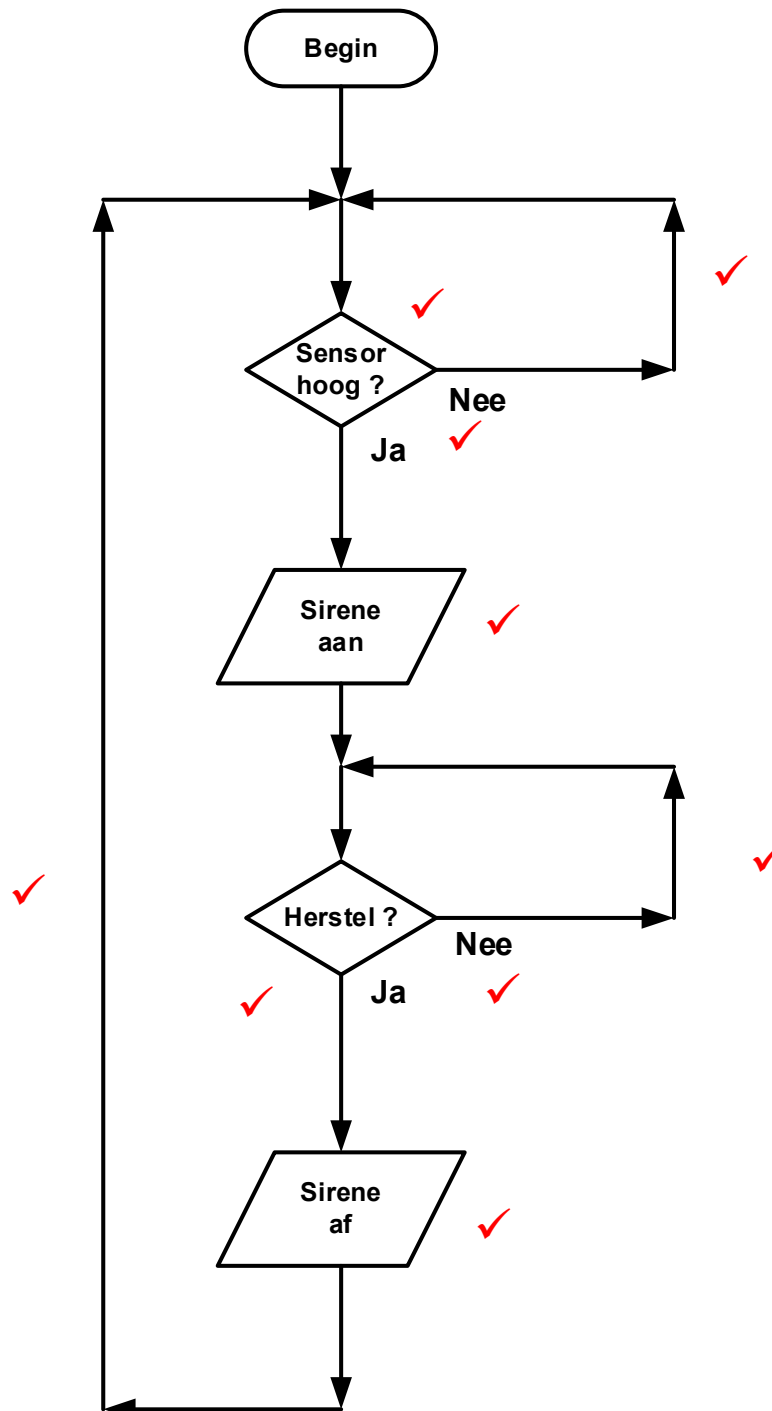 Begin
Sensor
hoog ?
Nee
Ja
Sirene
aan
Herstel ?
Nee
Ja
Sirene
af